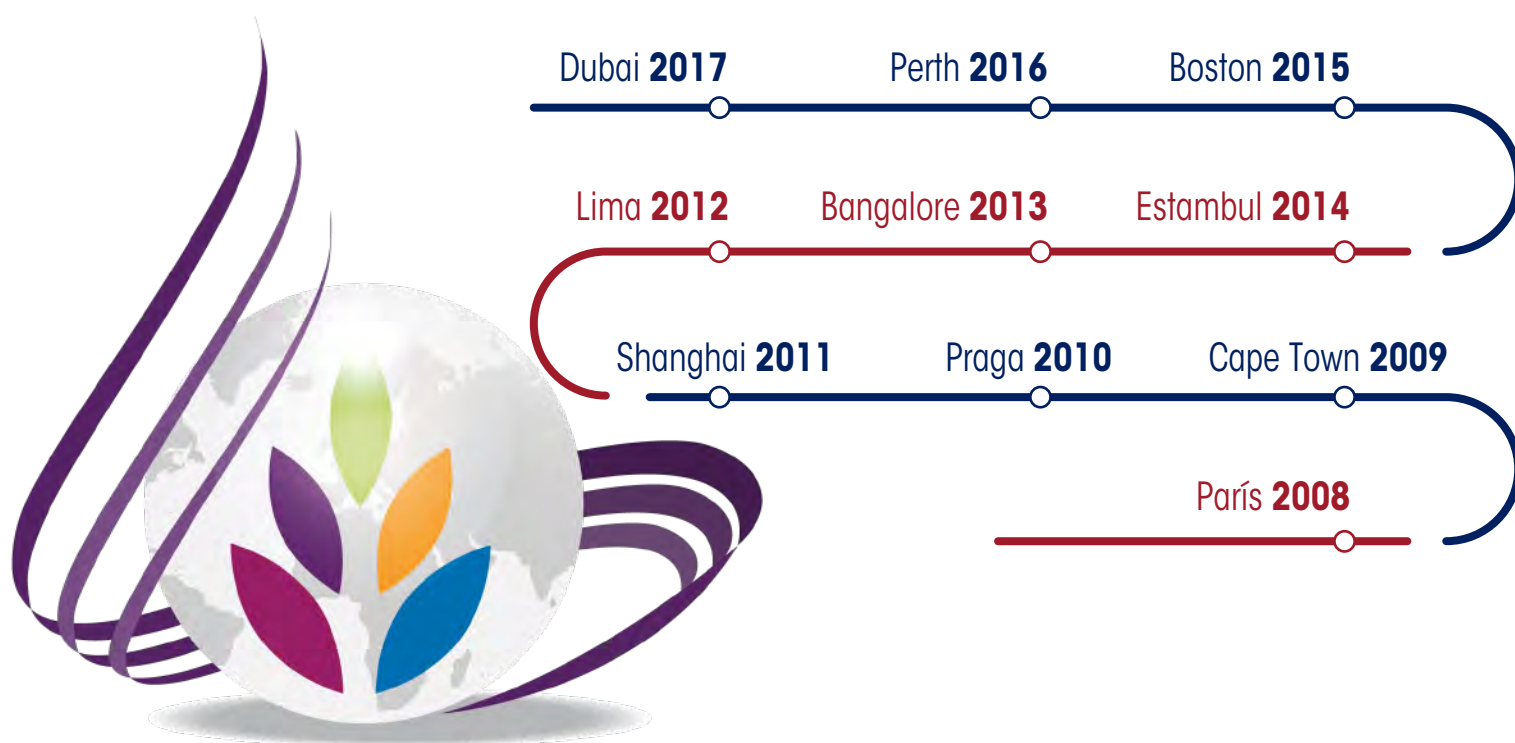 Dubai 2017 Perth 2016 Boston 2015
Lima 2012 Bangalore 2013 Estambul 2014
Shanghai 2011 Praga 2010 Cape Town 2009
París 2008